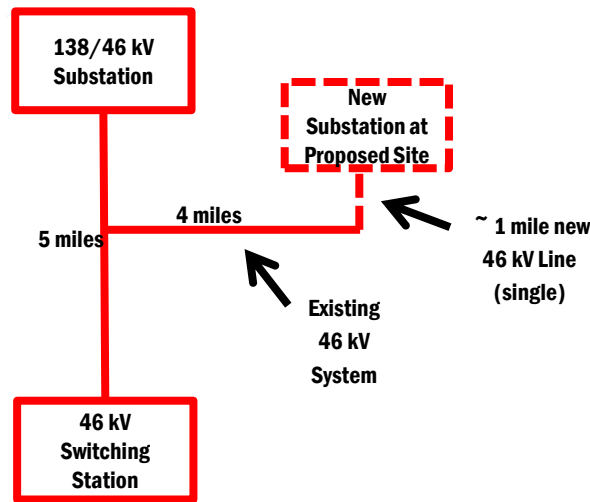 138/46 kV
Substation
New
Substation at
Proposed Site
4 miles
5 miles
~ 1 mile new
46 kV Line
(single)
Existing
46 kV
System
46 kV
Switching
Station